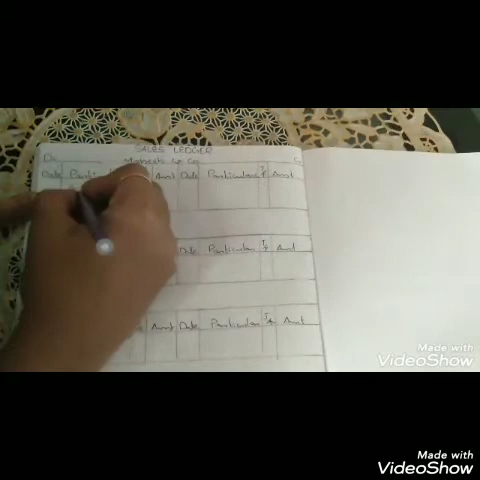 SALES LEDGER
Dr. Cr.
Date Amt Date Particulars J.F Amt
Date Particulars J.F Amt
Amt Date Particulars J.F Amt
Made with
VideoShow
Made with
VideoShow